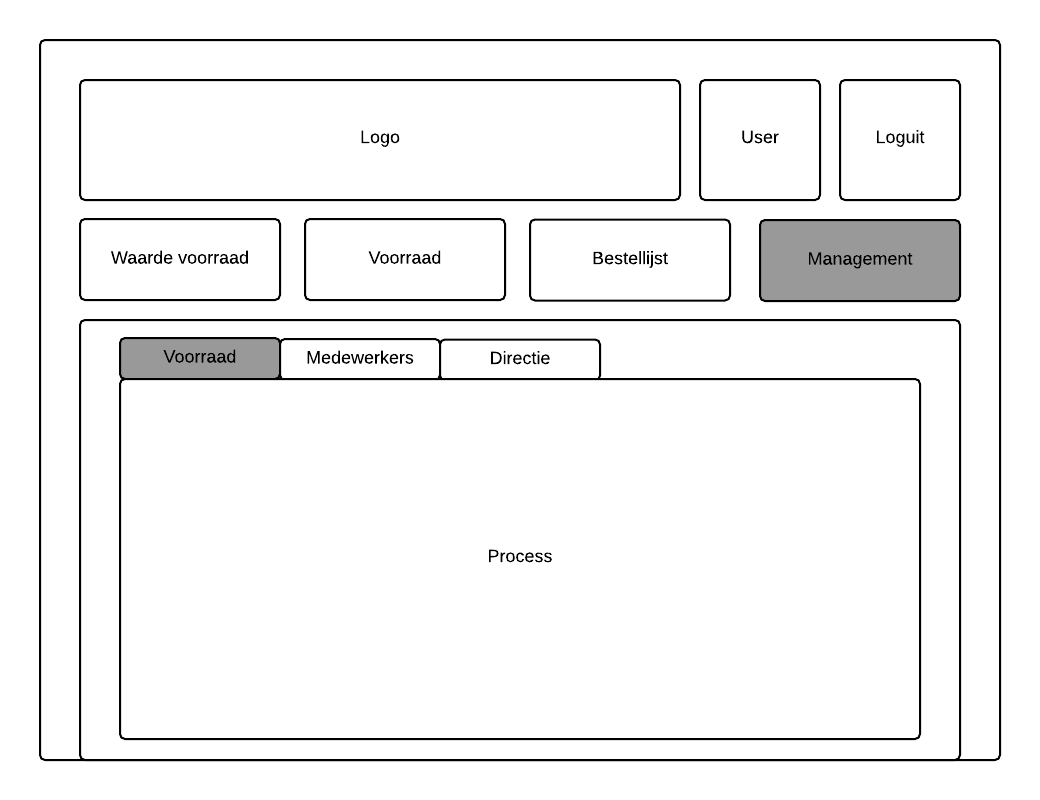 Logo
User
Loguit
Waarde voorraad
Voorraad
Bestellijst
Management
Voorraad
Medewerkers
Directie
Process